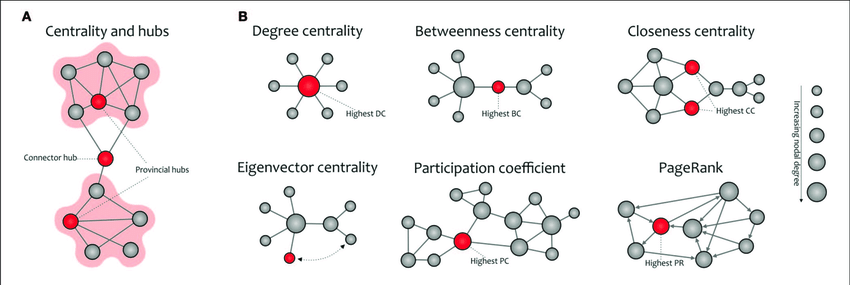 A
Centrality and hubs
Connector hub
Provincial hubs
B
Degree centrality
Highest DC
Betweenness centrality
Highest BC
Closeness centrality
Highest CC
Eigenvector centrality
Participation coefficient
Highest PC
PageRank
Highest PR
Increasing nodal degree